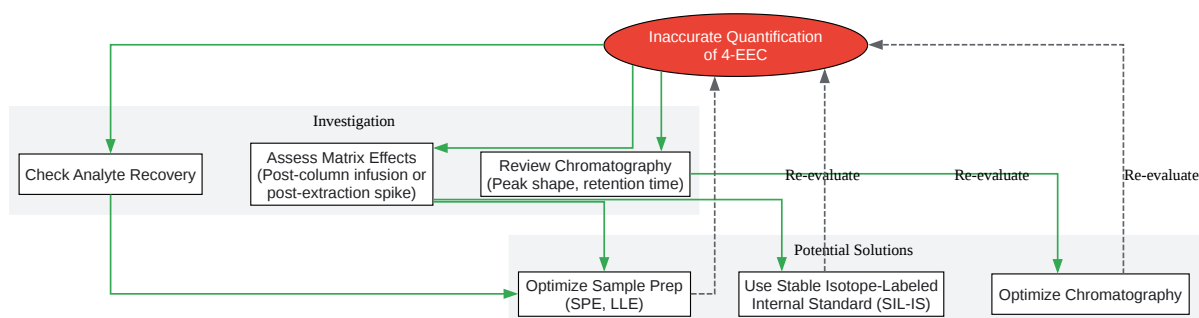 Inaccurate Quantification
of 4-EEC
Investigation
Check Analyte Recovery
Assess Matrix Effects
(Post-column infusion or
post-extraction spike)
Review Chromatography
(Peak shape, retention time)
Re-evaluate
Re-evaluate
Re-evaluate
Potential Solutions
Optimize Sample Prep
(SPE, LLE)
Use Stable Isotope-Labeled
Internal Standard (SIL-IS)
Optimize Chromatography